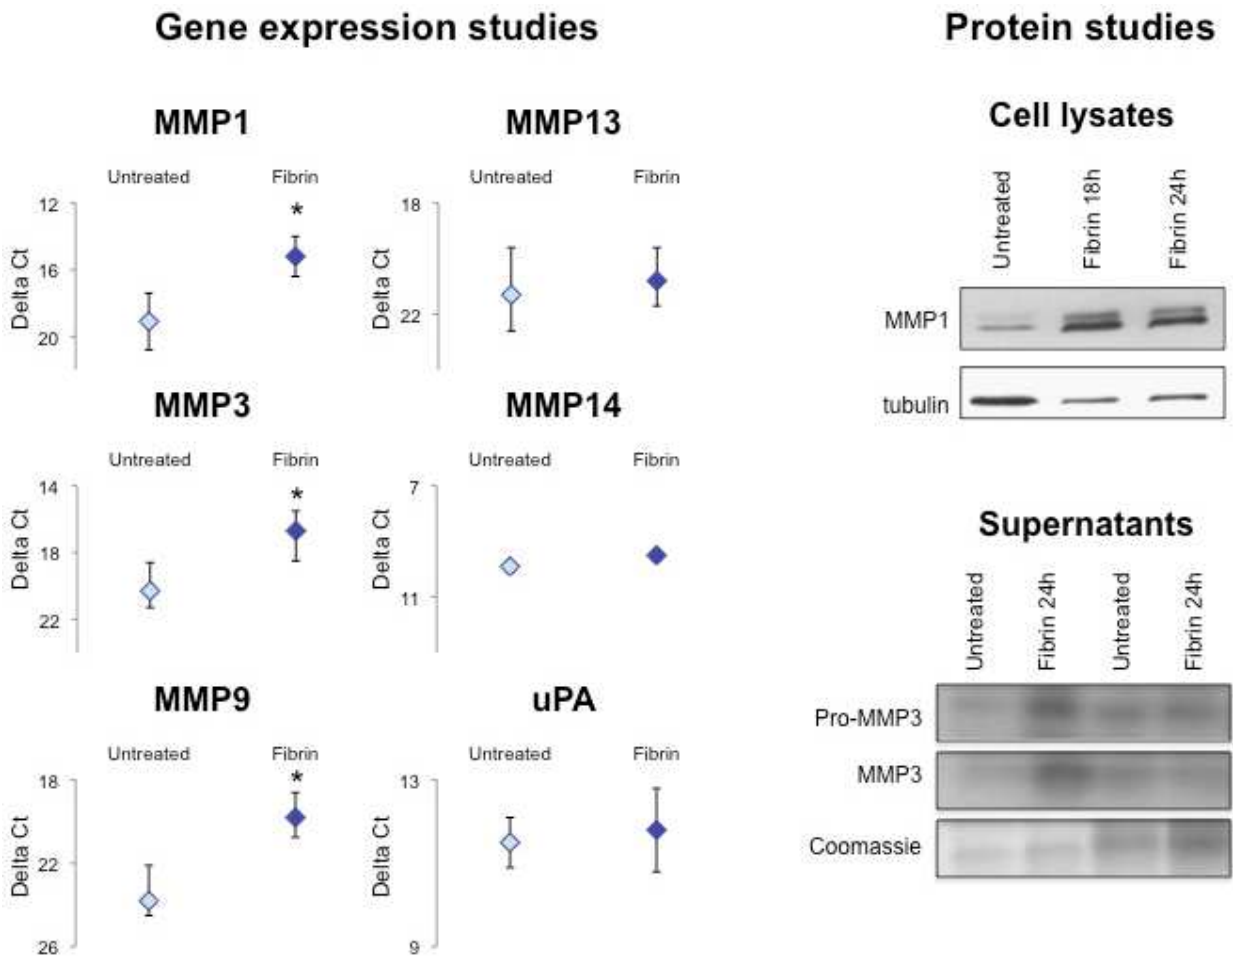 Gene expression studies
Protein studies
MMP1
Untreated
Fibrin
*
Delta Ct
12
16
20
MMP13
Untreated
Fibrin
Delta Ct
18
22
MMP3
Untreated
Fibrin
*
Delta Ct
14
18
22
MMP14
Untreated
Fibrin
Delta Ct
7
11
MMP9
Untreated
Fibrin
*
Delta Ct
18
22
26
uPA
Untreated
Fibrin
Delta Ct
13
9
Cell lysates
Untreated
Fibrin 18h
Fibrin 24h
MMP1
tubulin
Supernatants
Untreated
Fibrin 24h
Untreated
Fibrin 24h
Pro-MMP3
MMP3
Coomassie